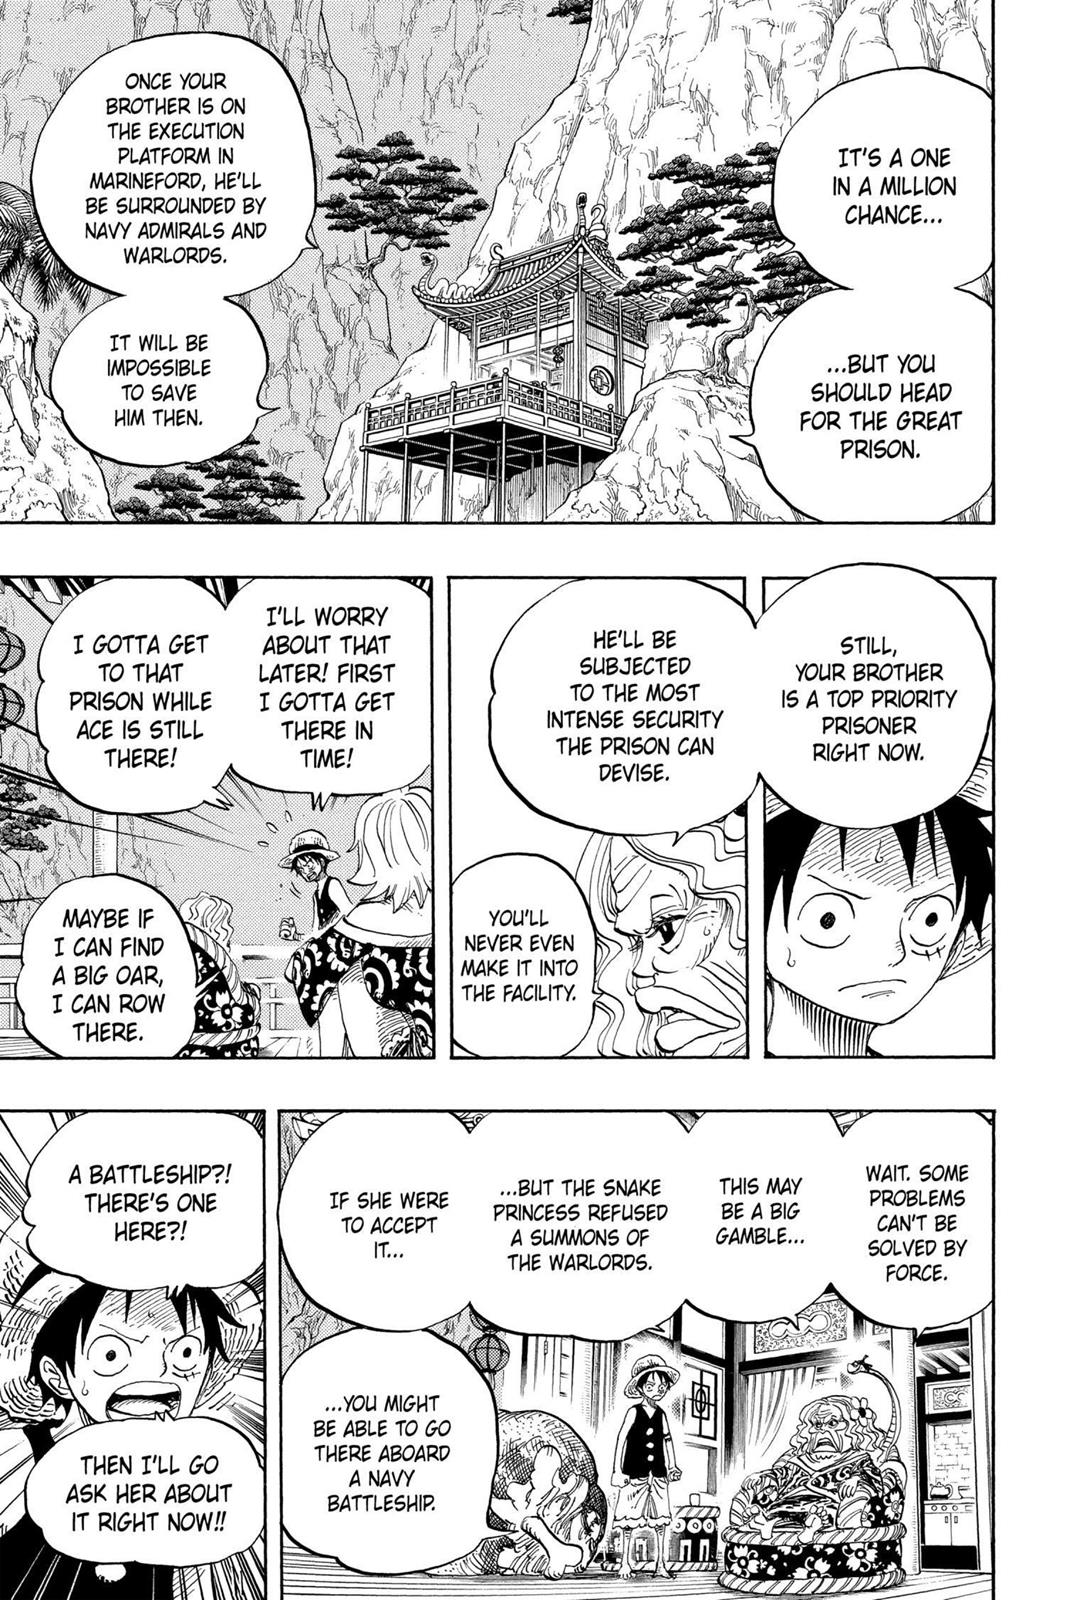 IT'S A ONE
IN A MILLION
CHANCE...
...BUT YOU
SHOULD HEAD
FOR THE GREAT
PRISON.
ONCE YOUR
BROTHER IS ON
THE EXECUTION
PLATFORM IN
MARINEFORD, HE'LL
BE SURROUNDED BY
NAVY ADMIRALS AND
WARLORDS.
IT WILL BE
IMPOSSIBLE
TO SAVE
HIM THEN.
STILL,
YOUR BROTHER
IS A TOP PRIORITY
PRISONER
RIGHT NOW.
HE'LL BE
SUBJECTED
TO THE MOST
INTENSE SECURITY
THE PRISON CAN
DEVISE.
YOU'LL
NEVER EVEN
MAKE IT INTO
THE FACILITY.
I'LL WORRY
ABOUT THAT
LATER! FIRST
I GOTTA GET
THERE IN
TIME!
I GOTTA GET
TO THAT
PRISON WHILE
ACE IS STILL
THERE!
MAYBE IF
I CAN FIND
A BIG OAR,
I CAN ROW
THERE.
WAIT. SOME
PROBLEMS
CAN'T BE
SOLVED BY
FORCE.
THIS MAY
BE A BIG
GAMBLE...
...BUT THE SNAKE
PRINCESS REFUSED
A SUMMONS OF
THE WARLORDS.
IF SHE WERE
TO ACCEPT
IT...
...YOU MIGHT
BE ABLE TO GO
THERE ABOARD
A NAVY
BATTLESHIP.
A BATTLESHIP?!
THERE'S ONE
HERE?!
THEN I'LL GO
ASK HER ABOUT
IT RIGHT NOW!!